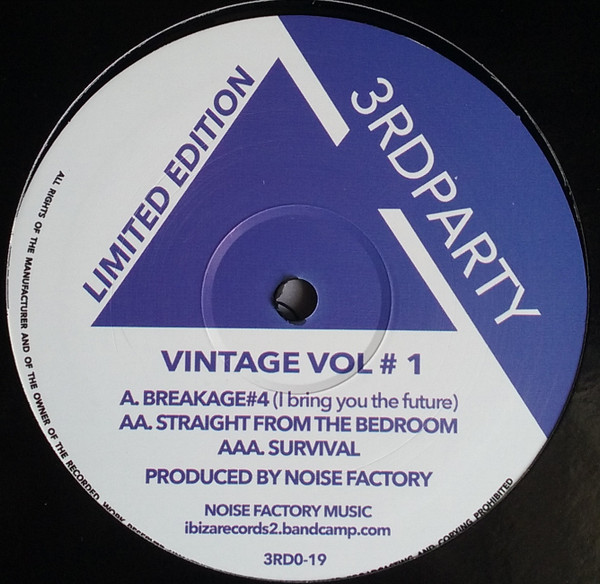 LIMITED EDITION
3RDPARTY
VINTAGE VOL # 1
A. BREAKAGE#4 (I bring you the future)
AA. STRAIGHT FROM THE BEDROOM
AAA. SURVIVAL
PRODUCED BY NOISE FACTORY
NOISE FACTORY MUSIC
ibizarecords2.bandcamp.com
3RD0-19
ALL RIGHTS OF THE MANUFACTURER AND OF THE OWNER OF THE RECORDED WORK
AND COPYING PROHIBITED